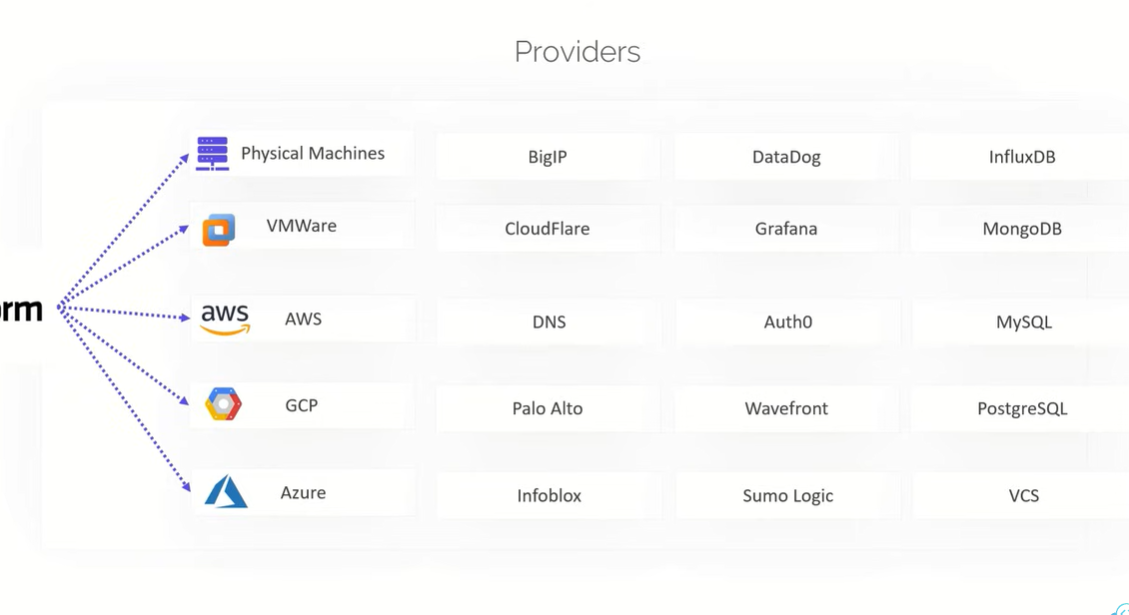 Providers
Physical Machines
BigIP
DataDog
InfluxDB
VMWare
CloudFlare
Grafana
MongoDB
orm
aws
AWS
DNS
Auth0
MySQL
GCP
Palo Alto
Wavefront
PostgreSQL
Azure
Infoblox
Sumo Logic
VCS